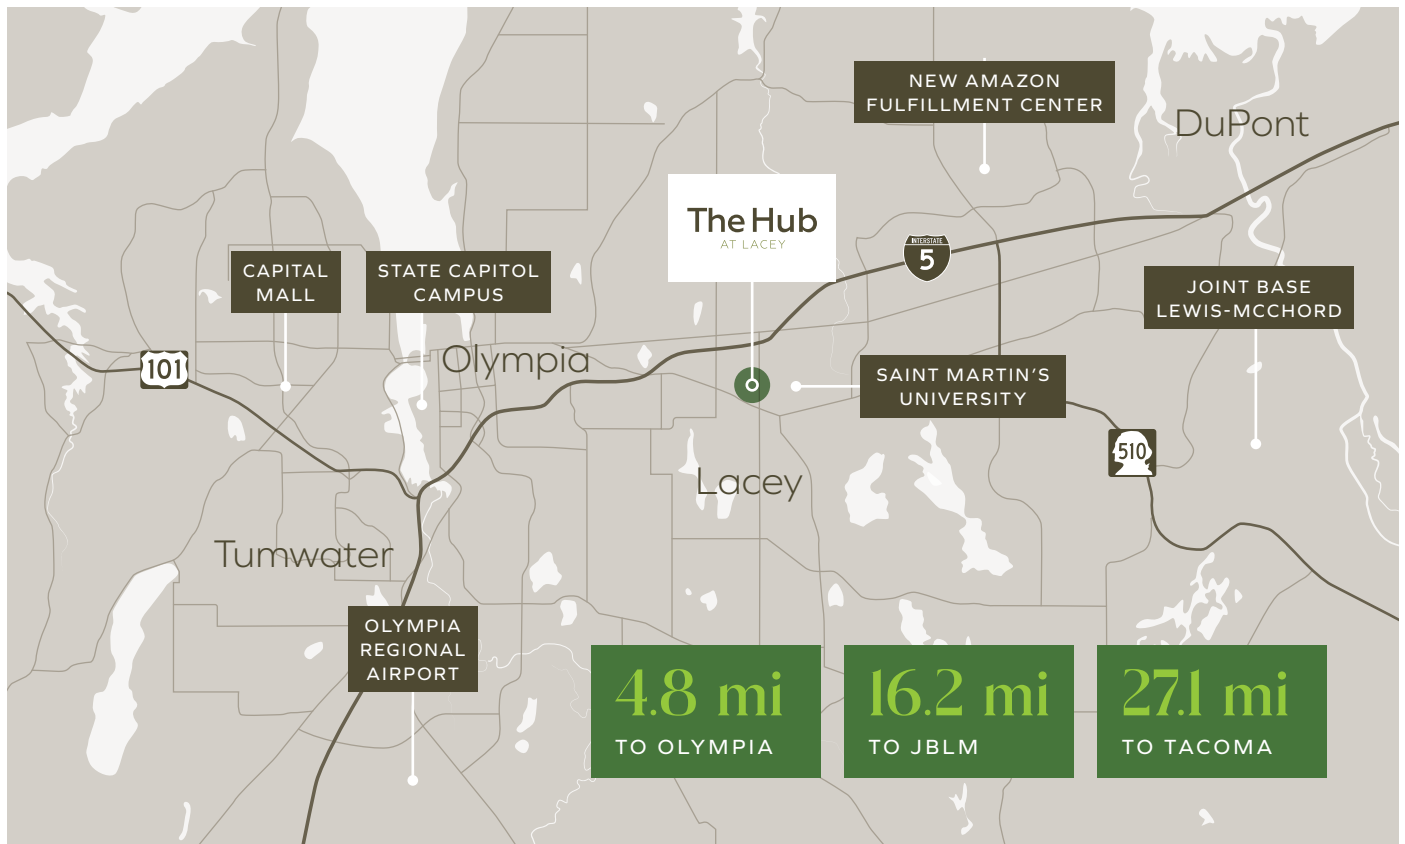 NEW AMAZON
FULFILLMENT CENTER
DuPont
The Hub
AT LACEY
INTERSTATE
5
CAPITAL
MALL
STATE CAPITOL
CAMPUS
JOINT BASE
LEWIS-MCCHORD
101
Olympia
SAINT MARTIN'S
UNIVERSITY
510
Lacey
Tumwater
OLYMPIA
REGIONAL
AIRPORT
4.8 mi
TO OLYMPIA
16.2 mi
TO JBLM
27.1 mi
TO TACOMA